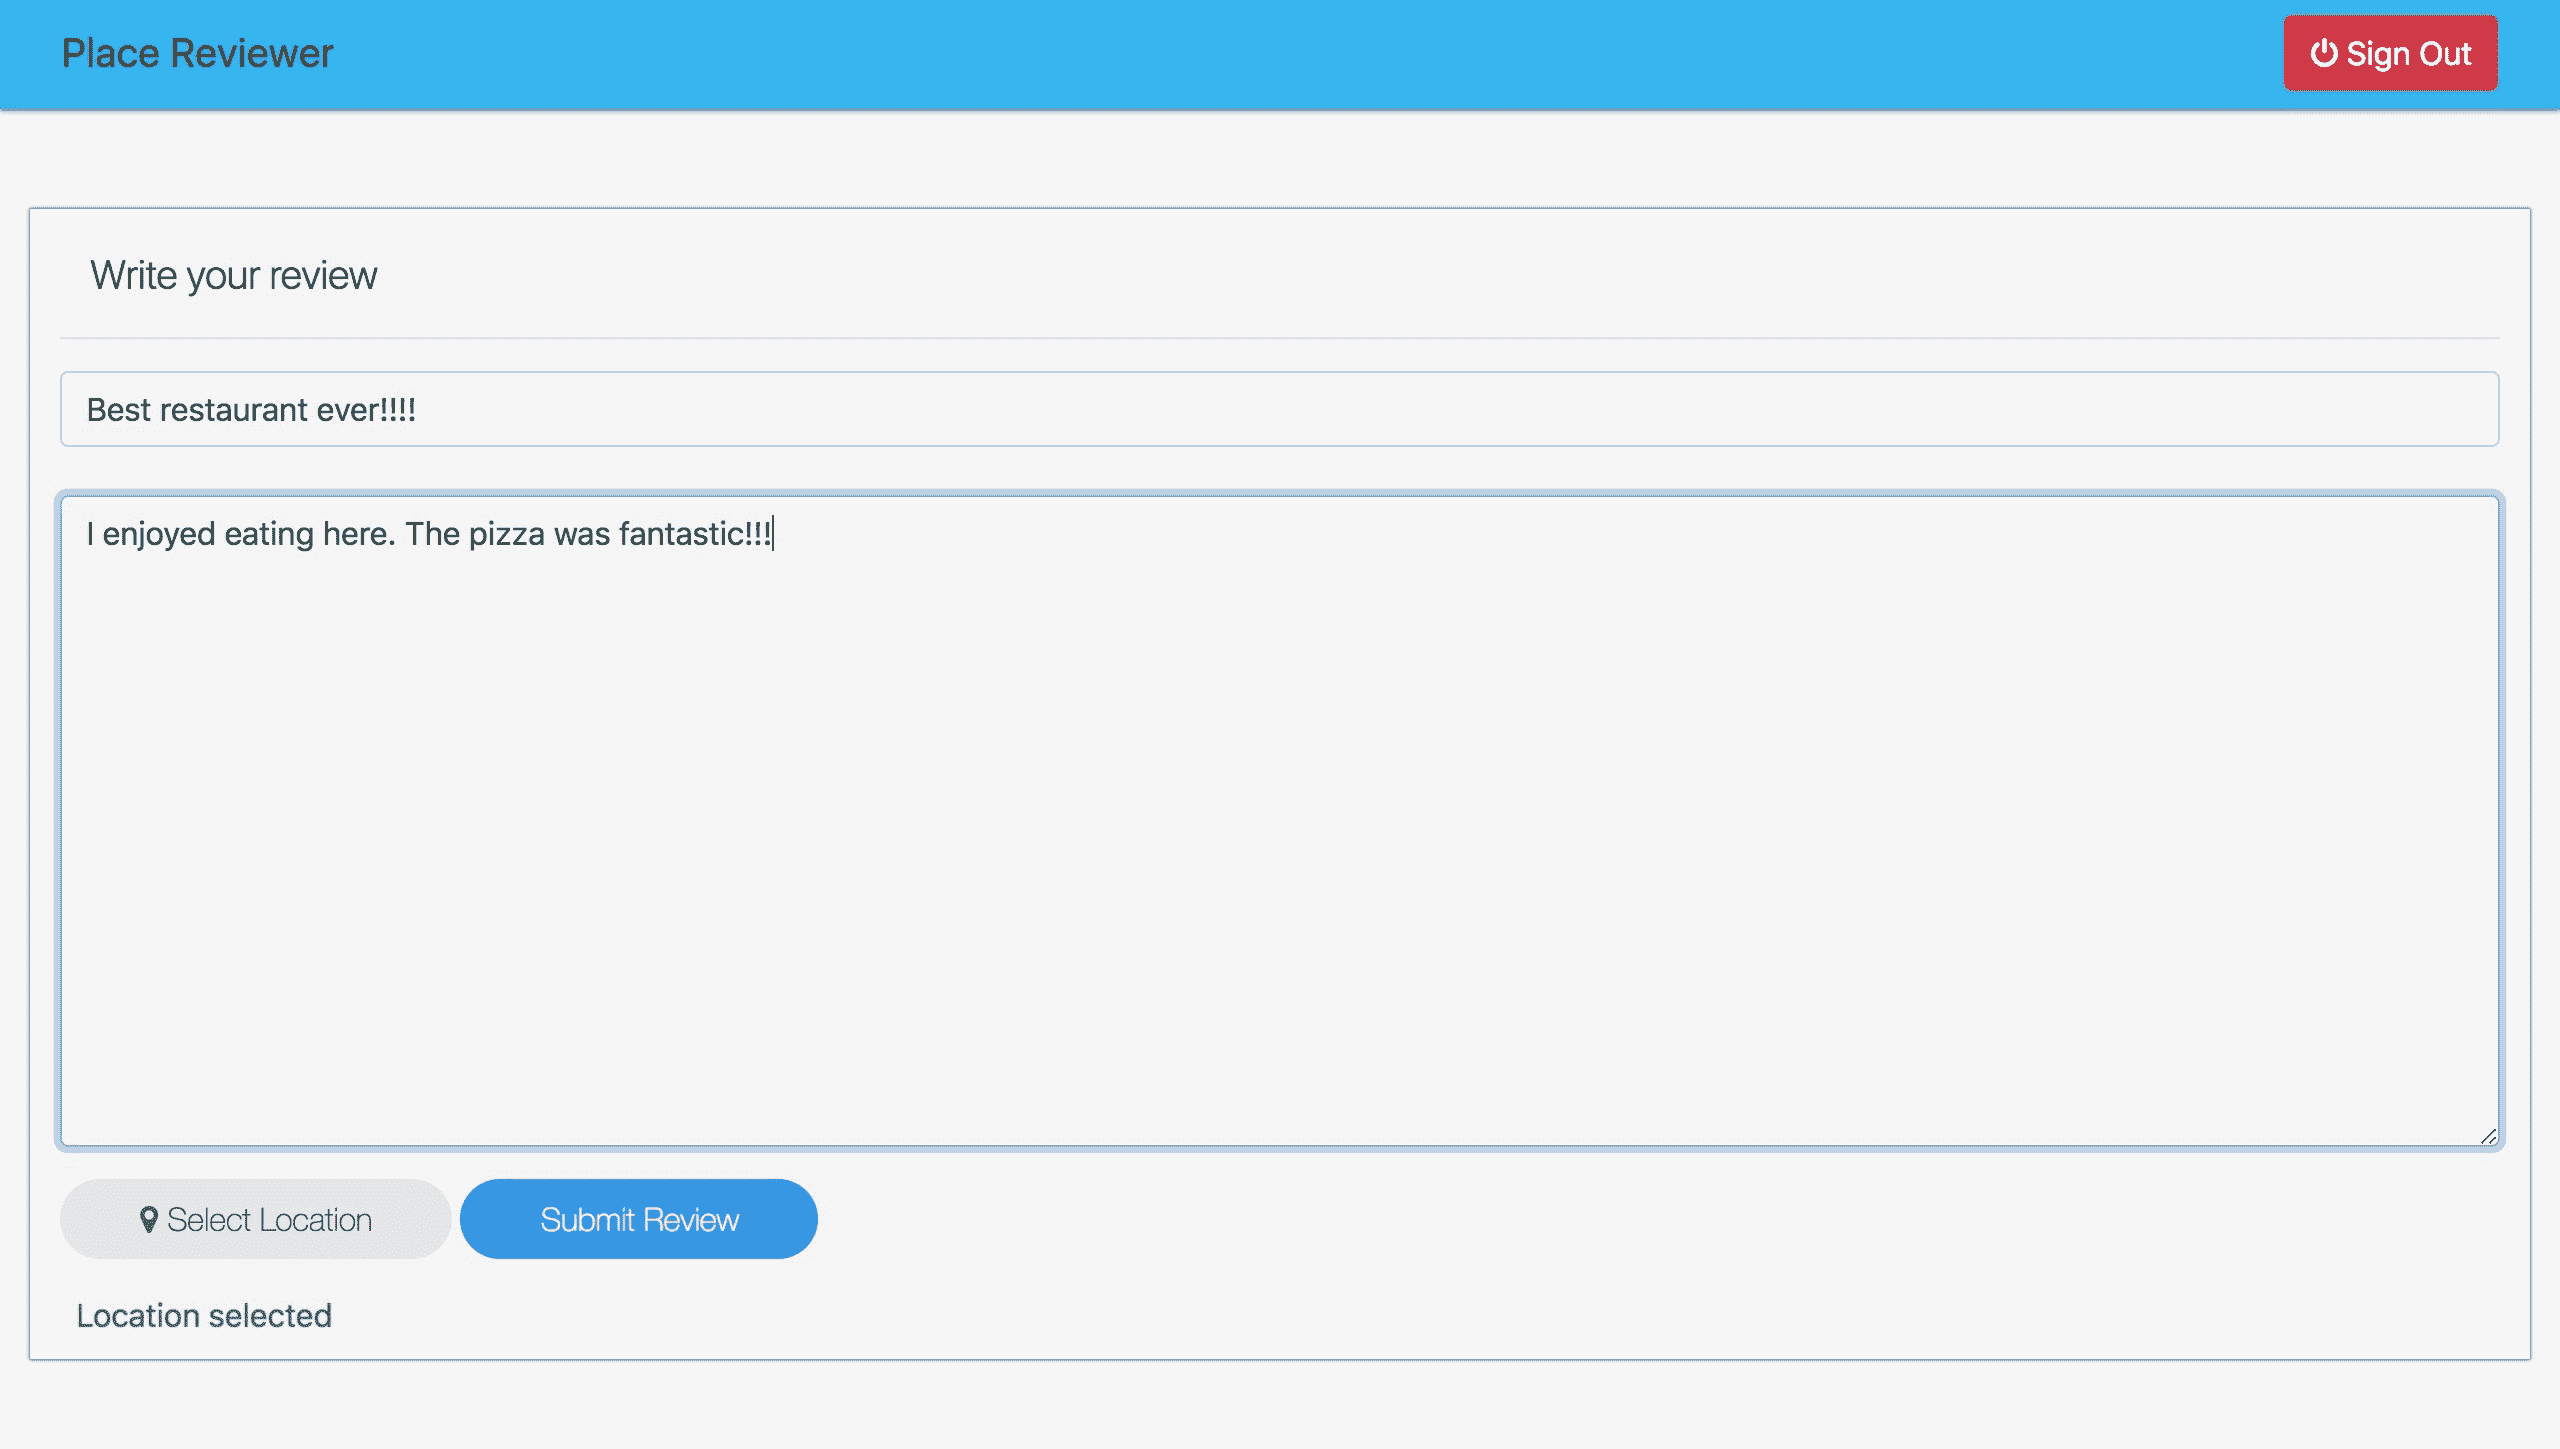 Place Reviewer
Sign Out
Write your review
Best restaurant ever!!!!
I enjoyed eating here. The pizza was fantastic!!!
Select Location
Submit Review
Location selected